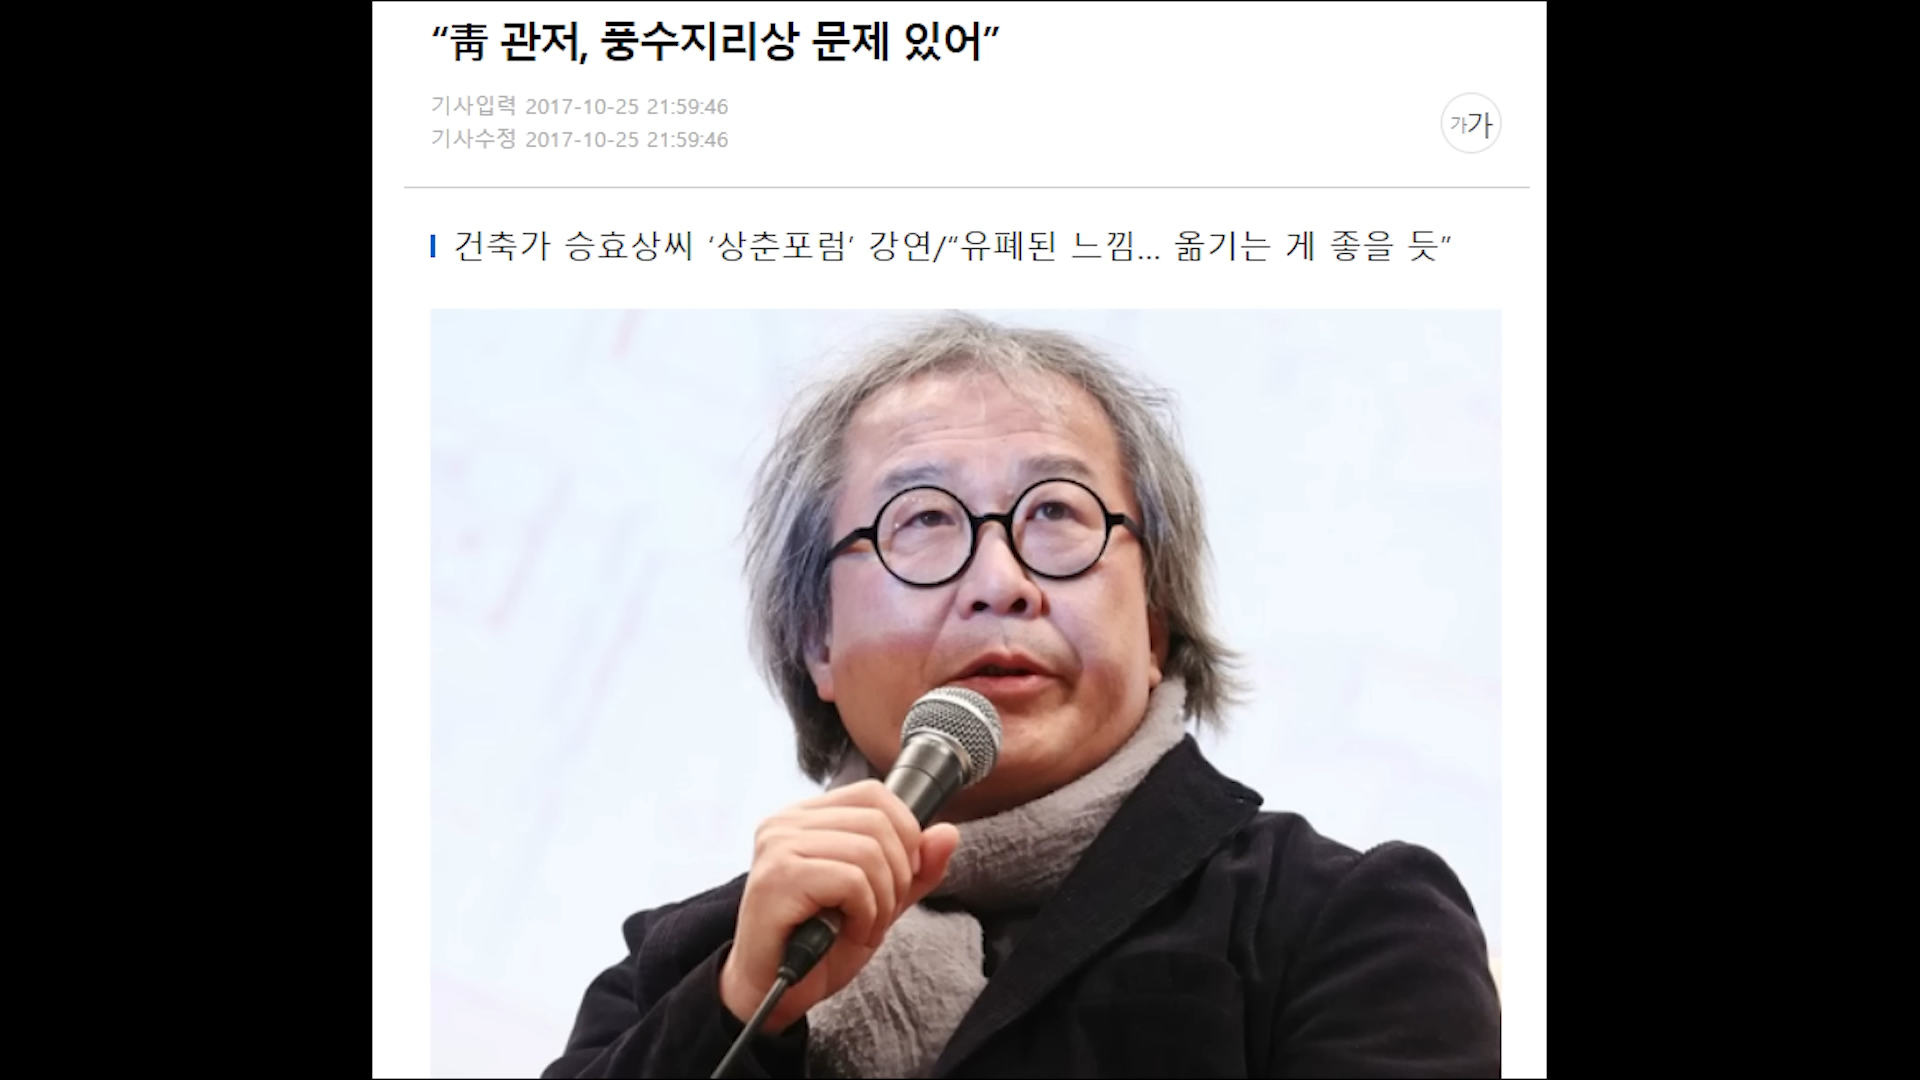 “靑 관저, 풍수지리상 문제 있어”
기사입력 2017-10-25 21:59:46
기사수정 2017-10-25 21:59:46
가가
건축가 승효상씨 ‘상춘포럼’ 강연/“유폐된 느낌… 옮기는 게 좋을 듯”